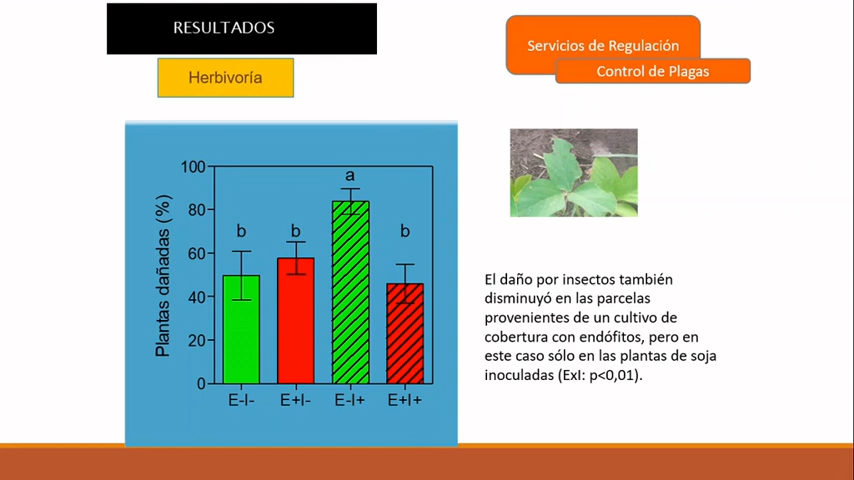 RESULTADOS
Herbivoría
Servicios de Regulación
Control de Plagas
Plantas dañadas (%)
100
80
60
40
20
0
b
b
a
b
E-I-
E+I-
E-I+
E+I+
El daño por insectos también
disminuyó en las parcelas
provenientes de un cultivo de
cobertura con endófitos, pero en
este caso sólo en las plantas de soja
inoculadas (ExI: p<0,01).